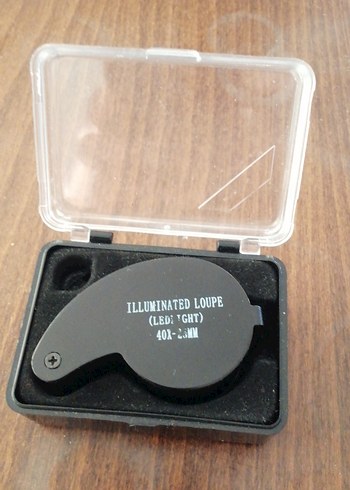 ILLUMINATED LOUPE
(LED LIGHT)
40X-25MM